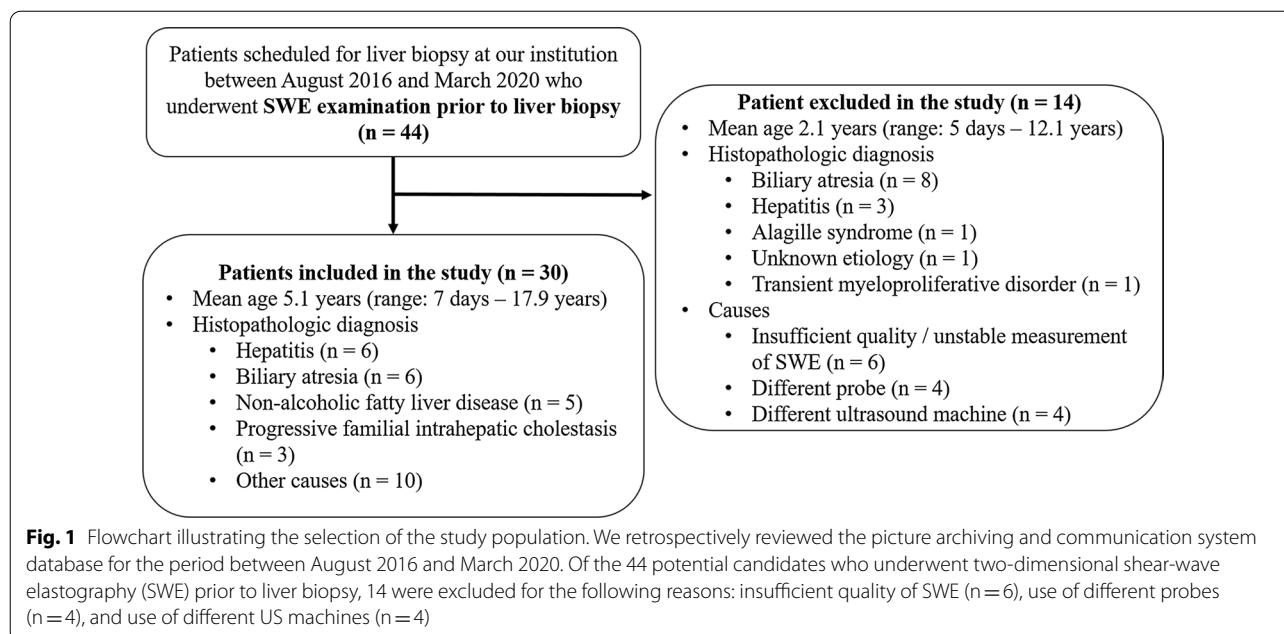 Patients scheduled for liver biopsy at our institution
between August 2016 and March 2020 who
underwent SWE examination prior to liver biopsy
(n = 44)
Patient excluded in the study (n = 14)
• Mean age 2.1 years (range: 5 days – 12.1 years)
• Histopathologic diagnosis
• Biliary atresia (n = 8)
• Hepatitis (n = 3)
• Alagille syndrome (n = 1)
• Unknown etiology (n = 1)
• Transient myeloproliferative disorder (n = 1)
• Causes
• Insufficient quality / unstable measurement
of SWE (n = 6)
• Different probe (n = 4)
• Different ultrasound machine (n = 4)
Patients included in the study (n = 30)
• Mean age 5.1 years (range: 7 days – 17.9 years)
• Histopathologic diagnosis
• Hepatitis (n = 6)
• Biliary atresia (n = 6)
• Non-alcoholic fatty liver disease (n = 5)
• Progressive familial intrahepatic cholestasis
(n = 3)
• Other causes (n = 10)
Fig. 1 Flowchart illustrating the selection of the study population. We retrospectively reviewed the picture archiving and communication system
database for the period between August 2016 and March 2020. Of the 44 potential candidates who underwent two-dimensional shear-wave
elastography (SWE) prior to liver biopsy, 14 were excluded for the following reasons: insufficient quality of SWE (n = 6), use of different probes
(n = 4), and use of different US machines (n = 4)